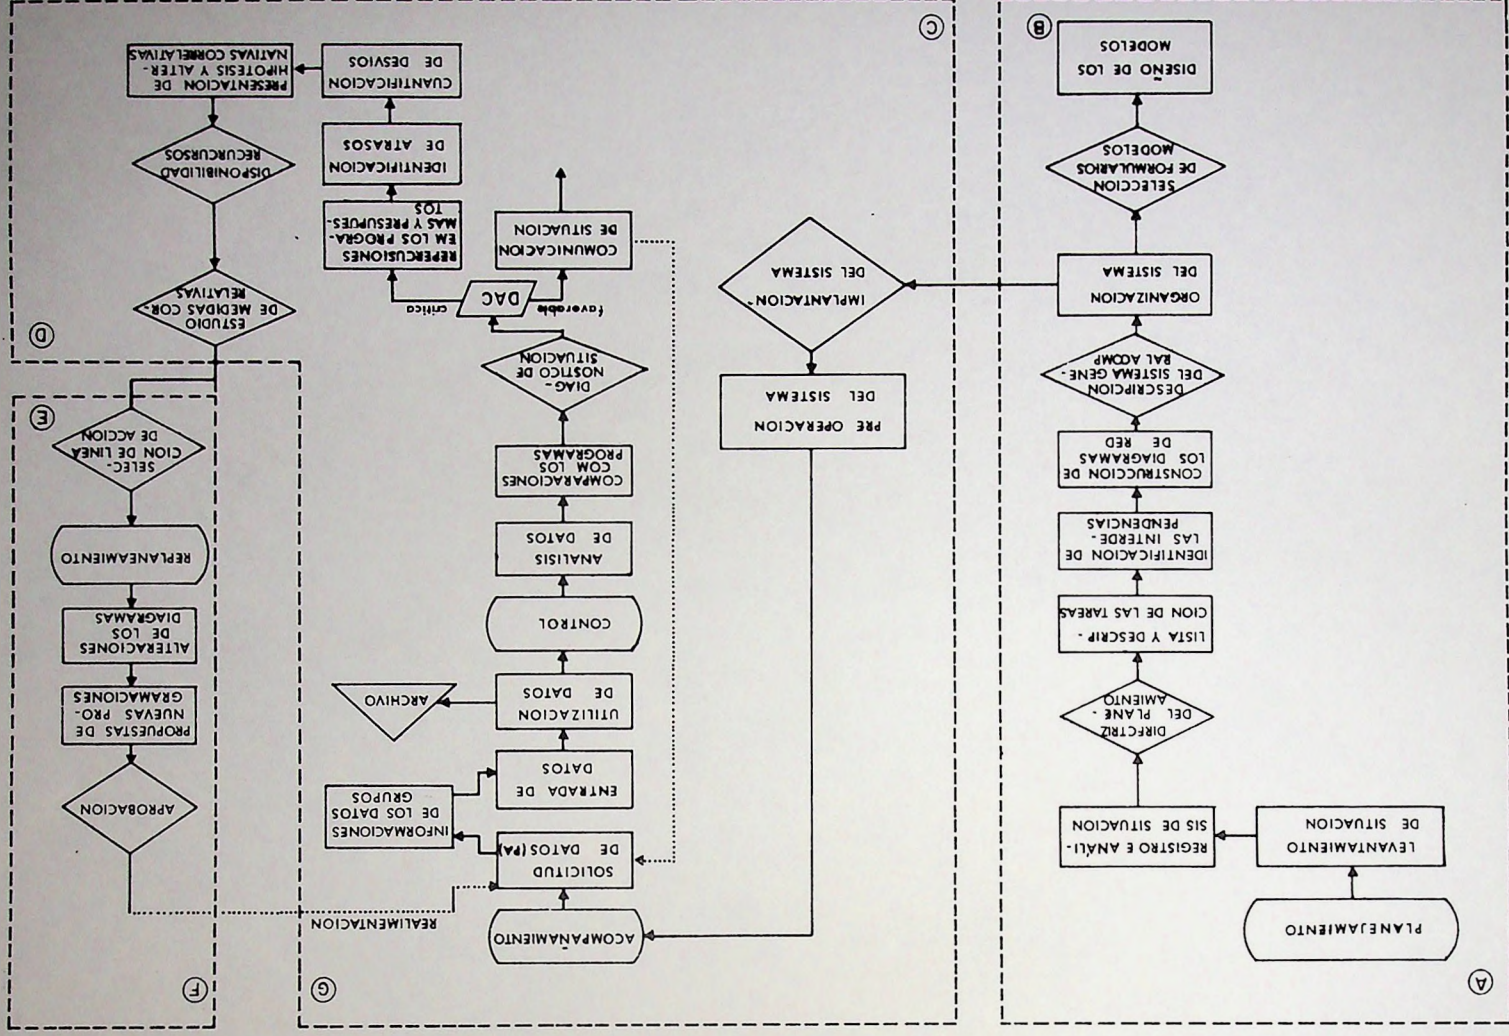 A
PLANEJAMIENTO
LEVANTAMIENTO
DE SITUACION
REGISTRO E ANÁLI-
SIS DE SITUACION
DIRECTRIZ
DEL PLANE-
AMIENTO
LISTA Y DESCRIP-
CION DE LAS TAREAS
IDENTIFICACION DE
LAS INTERDE-
PENDENCIAS
CONSTRUCCION DE
LOS DIAGRAMAS
DE RED
DESCRIPCION
DEL SISTEMA GENE-
RAL ACOMP
ORGANIZACION
DEL SISTEMA
SELECCION
DE FORMULARIOS
MODELOS
DISEÑO DE LOS
MODELOS
B
G
ACOMPAÑAMIENTO
SOLICITUD
DE DATOS (PA)
INFORMACIONES
DE LOS DATOS
GRUPOS
ENTRADA DE
DATOS
UTILIZACION
DE DATOS
ARCHIVO
CONTROL
ANALISIS
DE DATOS
COMPARACIONES
COM LOS
PROGRAMAS
DIAG-
NOSTICO DE
SITUACION
DAC
favorable
critica
COMUNICACION
DE SITUACION
PRE OPERACION
DEL SISTEMA
IMPLANTACION
DEL SISTEMA
C
REPERCUSIONES
EM LOS PROGRA-
MAS Y PRESUPUES-
TOS
IDENTIFICACION
DE ATRASOS
CUANTIFICACION
DE DESVIOS
PRESENTACION DE
HIPOTESIS Y ALTER-
NATIVAS CORRELATIVAS
DISPONIBILIDAD
RECURCURSOS
ESTUDIO
DE MEDIDAS COR-
RELATIVAS
D
E
SELEC-
CION DE LINEA
DE ACCION
REPLANEAMIENTO
ALTERACIONES
DE LOS
DIAGRAMAS
PROPUESTAS DE
NUEVAS PRO-
GRAMACIONES
APROBACION
REALIMENTACION
F